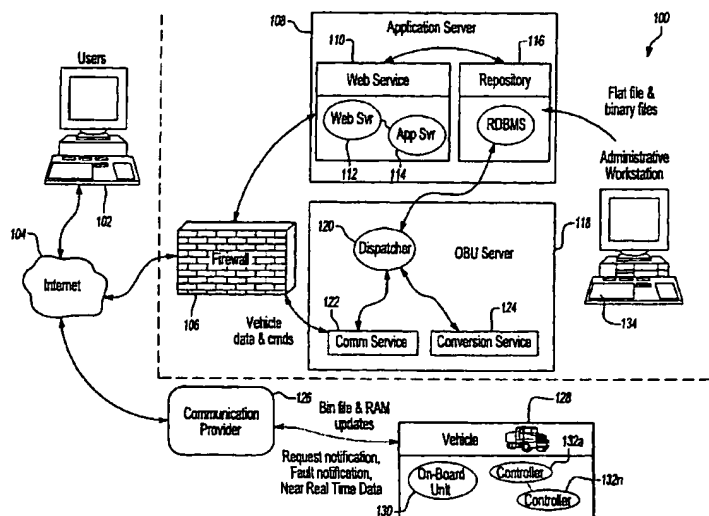 108
Application Server
100
110
116
Users
Web Service
Repository
Flat file &
binary files
Web Svr
App Svr
RDBMS
112
114
Administrative
Workstation
102
104
118
120
Dispatcher
OBU Server
Internet
Firewall
106
Vehicle
data & cmds
122
124
134
Comm Service
Conversion Service
126
Communication
Provider
Bin file & RAM
updates
128
Vehicle
132a
Request notification,
Fault notification,
Near Real Time Data
On-Board
Unit
Controller
132n
Controller
130